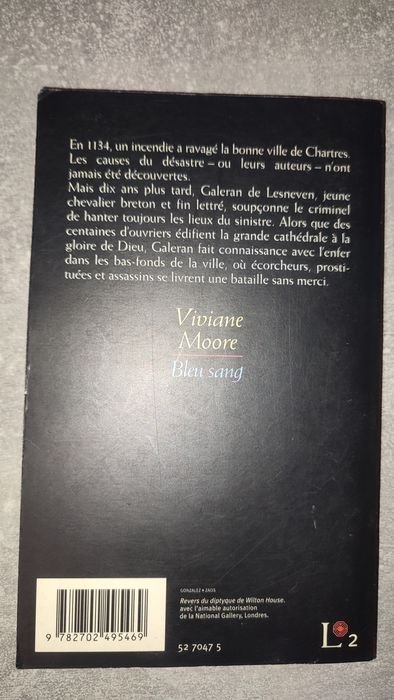 En 1134, un incendie a ravagé la bonne ville de Chartres.
Les causes du désastre – ou leurs auteurs – n'ont
jamais été découvertes.
Mais dix ans plus tard, Galeran de Lesneven, jeune
chevalier breton et fin lettré, soupçonne le criminel
de hanter toujours les lieux du sinistre. Alors que des
centaines d'ouvriers édifient la grande cathédrale à la
gloire de Dieu, Galeran fait connaissance avec l'enfer
dans les bas-fonds de la ville, où écorcheurs, prosti-
tuées et assassins se livrent une bataille sans merci.
Viviane
Moore
Bleu sang
GONZALEZ • ZAGS
Revers du diptyque de Wilton House.
avec l'aimable autorisation
de la National Gallery, Londres.
9 782702 495469
52 7047 5
L 2